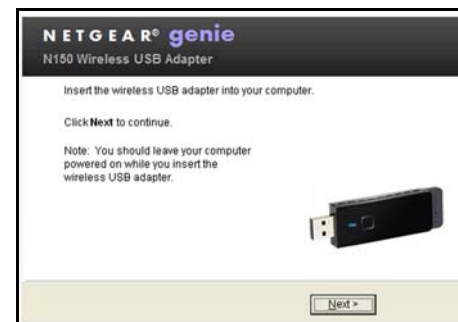 NETGEAR® genie
N150 Wireless USB Adapter
Insert the wireless USB adapter into your computer.
Click Next to continue.
Note: You should leave your computer
powered on while you insert the
wireless USB adapter.
Next >